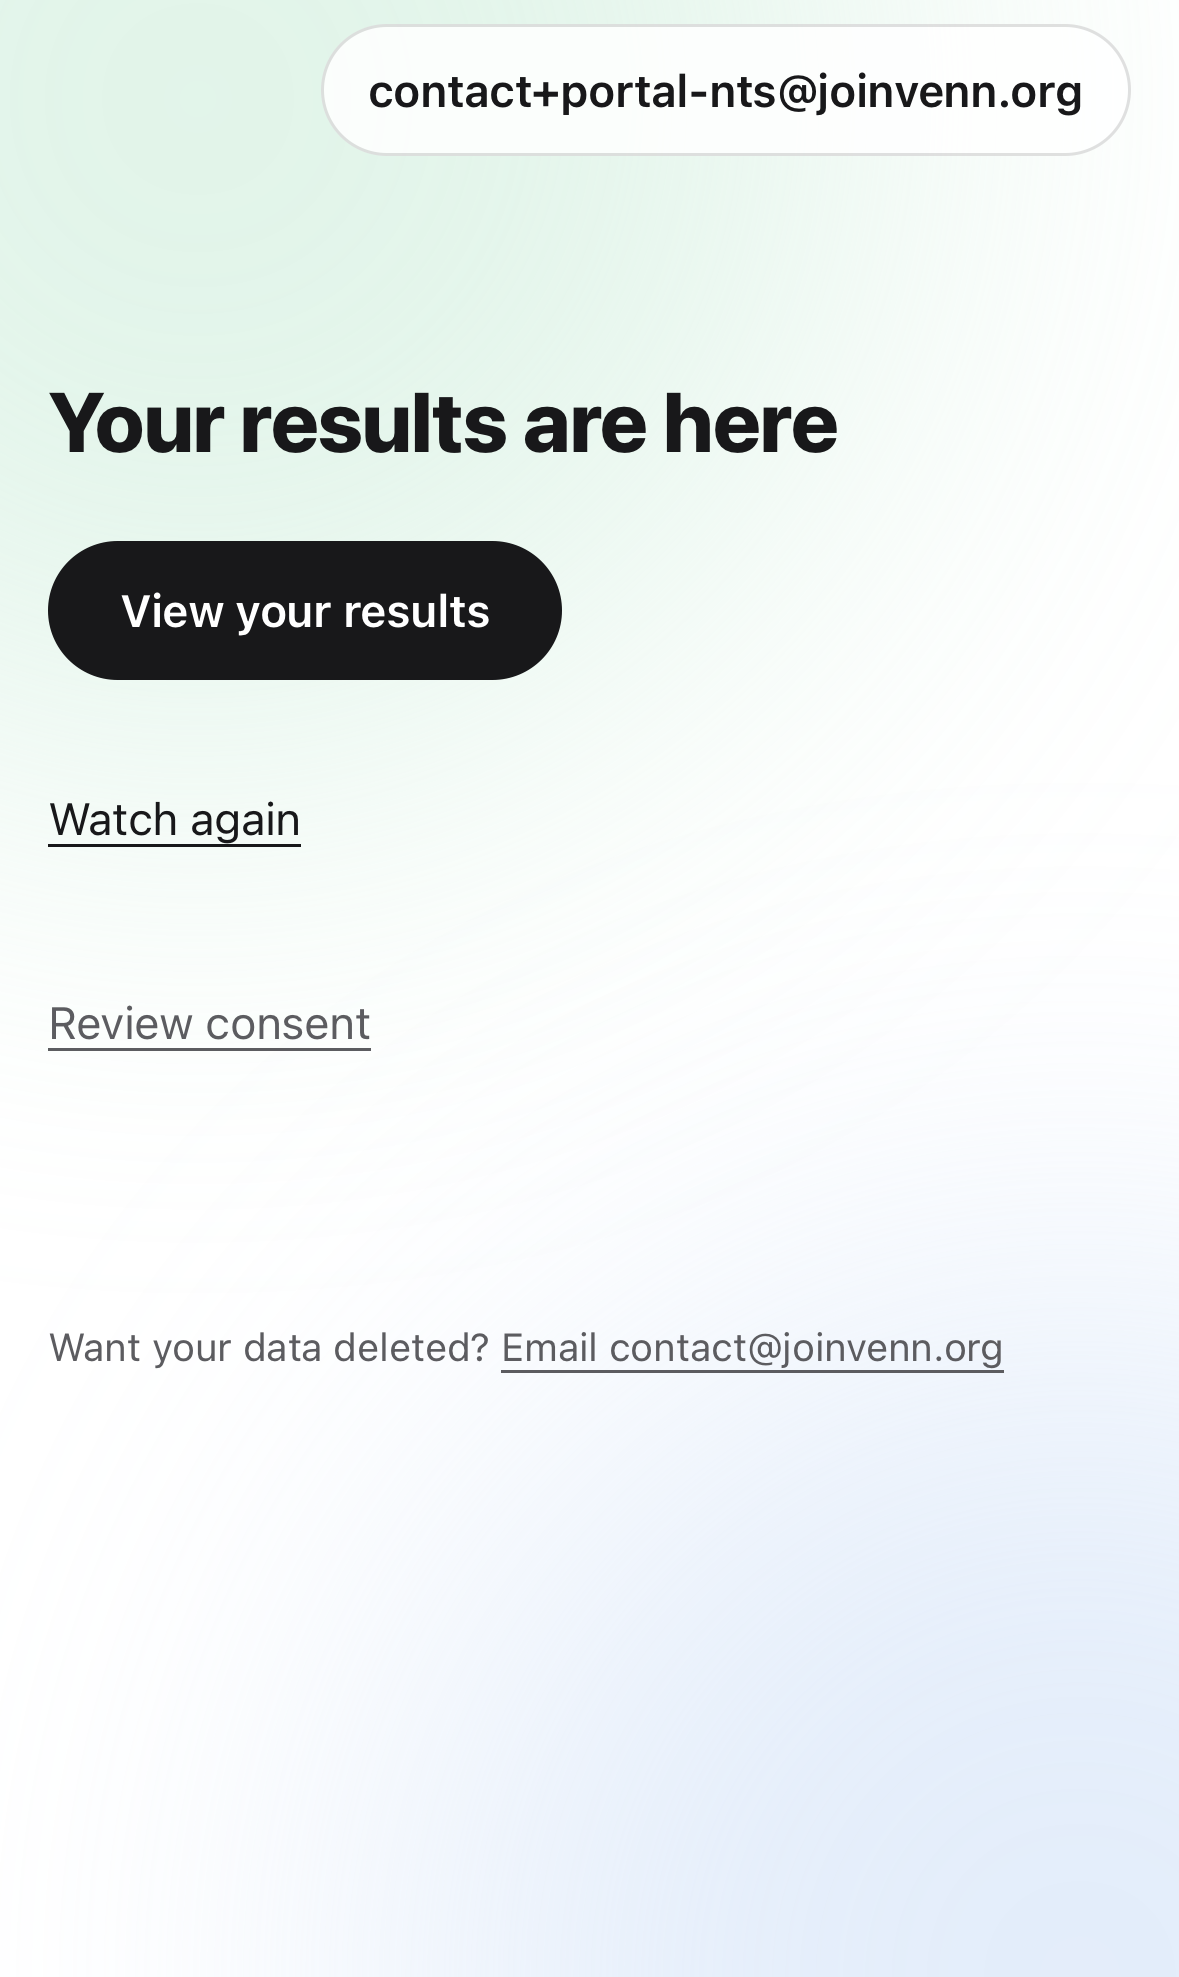 contact+portal-nts@joinvenn.org
Your results are here
View your results
Watch again
Review consent
Want your data deleted? Email contact@joinvenn.org